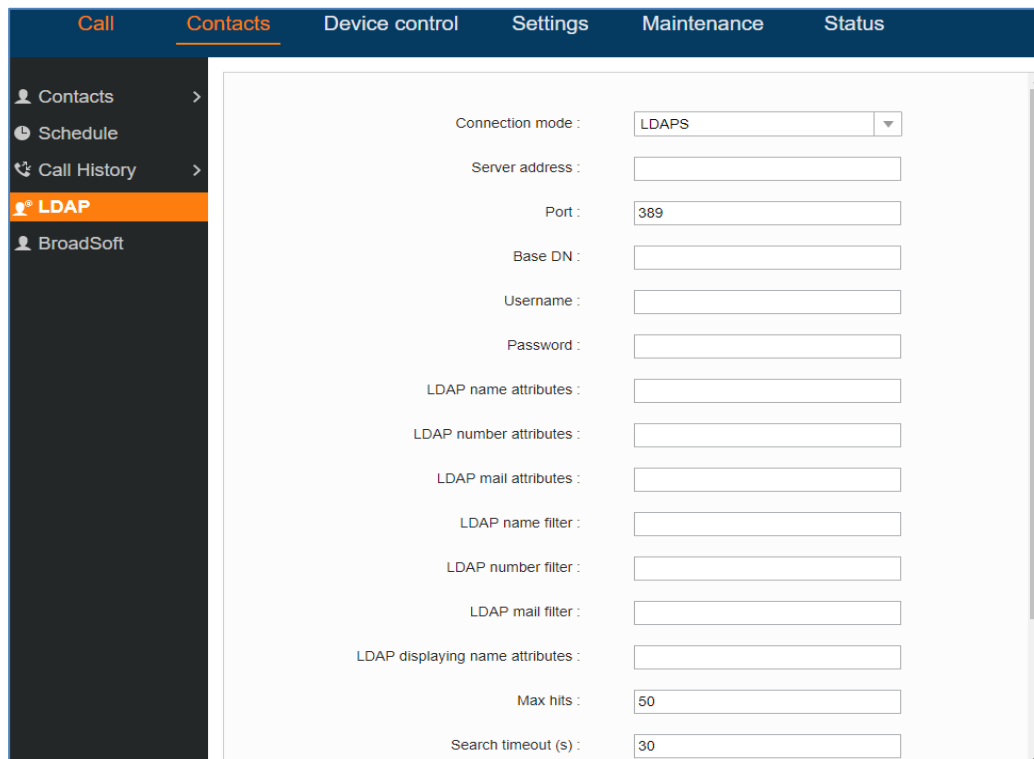 Call Contacts Device control Settings Maintenance Status
Contacts
Schedule
Call History
LDAP
BroadSoft
Connection mode : LDAPS
Server address :
Port : 389
Base DN :
Username :
Password :
LDAP name attributes :
LDAP number attributes :
LDAP mail attributes :
LDAP name filter :
LDAP number filter :
LDAP mail filter :
LDAP displaying name attributes :
Max hits : 50
Search timeout (s) : 30